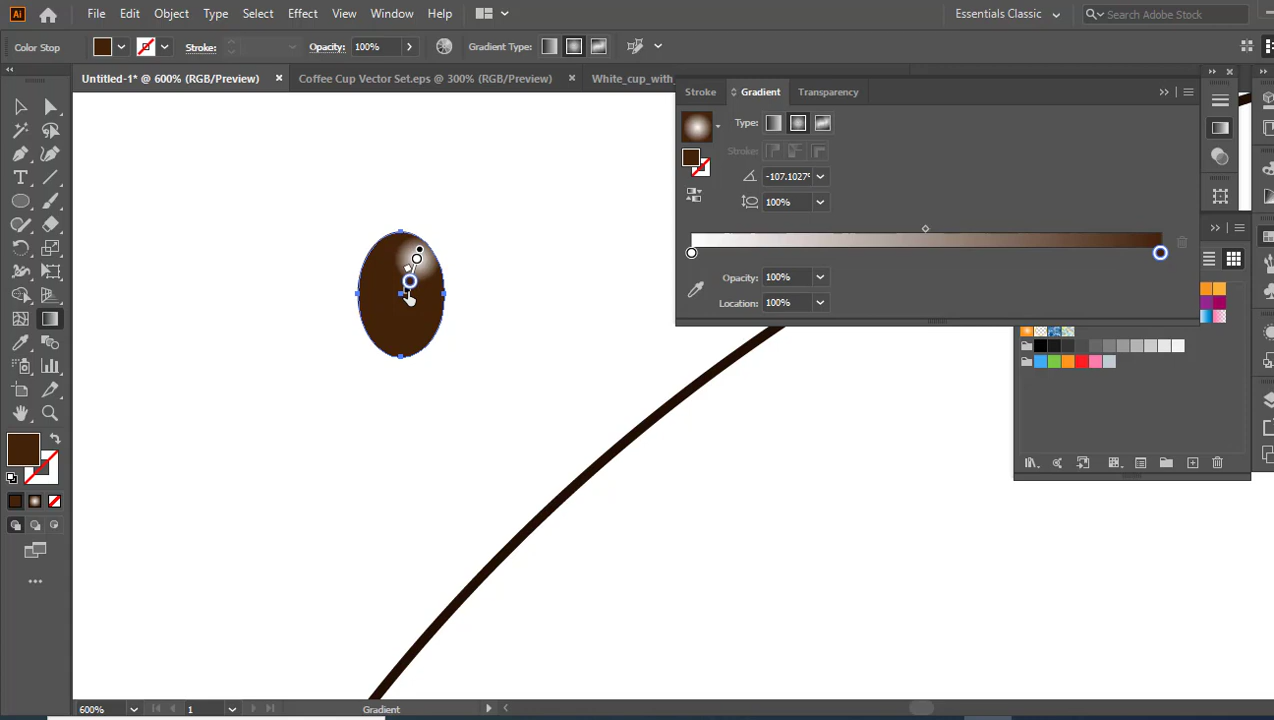 Ai File Edit Object Type Select Effect View Window Help Essentials Classic Search Adobe Stock
Color Stop Stroke: Opacity: 100% Gradient Type:
Untitled-1* @ 600% (RGB/Preview) × Coffee Cup Vector Set.eps @ 300% (RGB/Preview) × White_cup_with_
Stroke Gradient Transparency
Type:
Stroke:
-107.1027°
100%
Opacity: 100%
Location: 100%
600% 1 Gradient